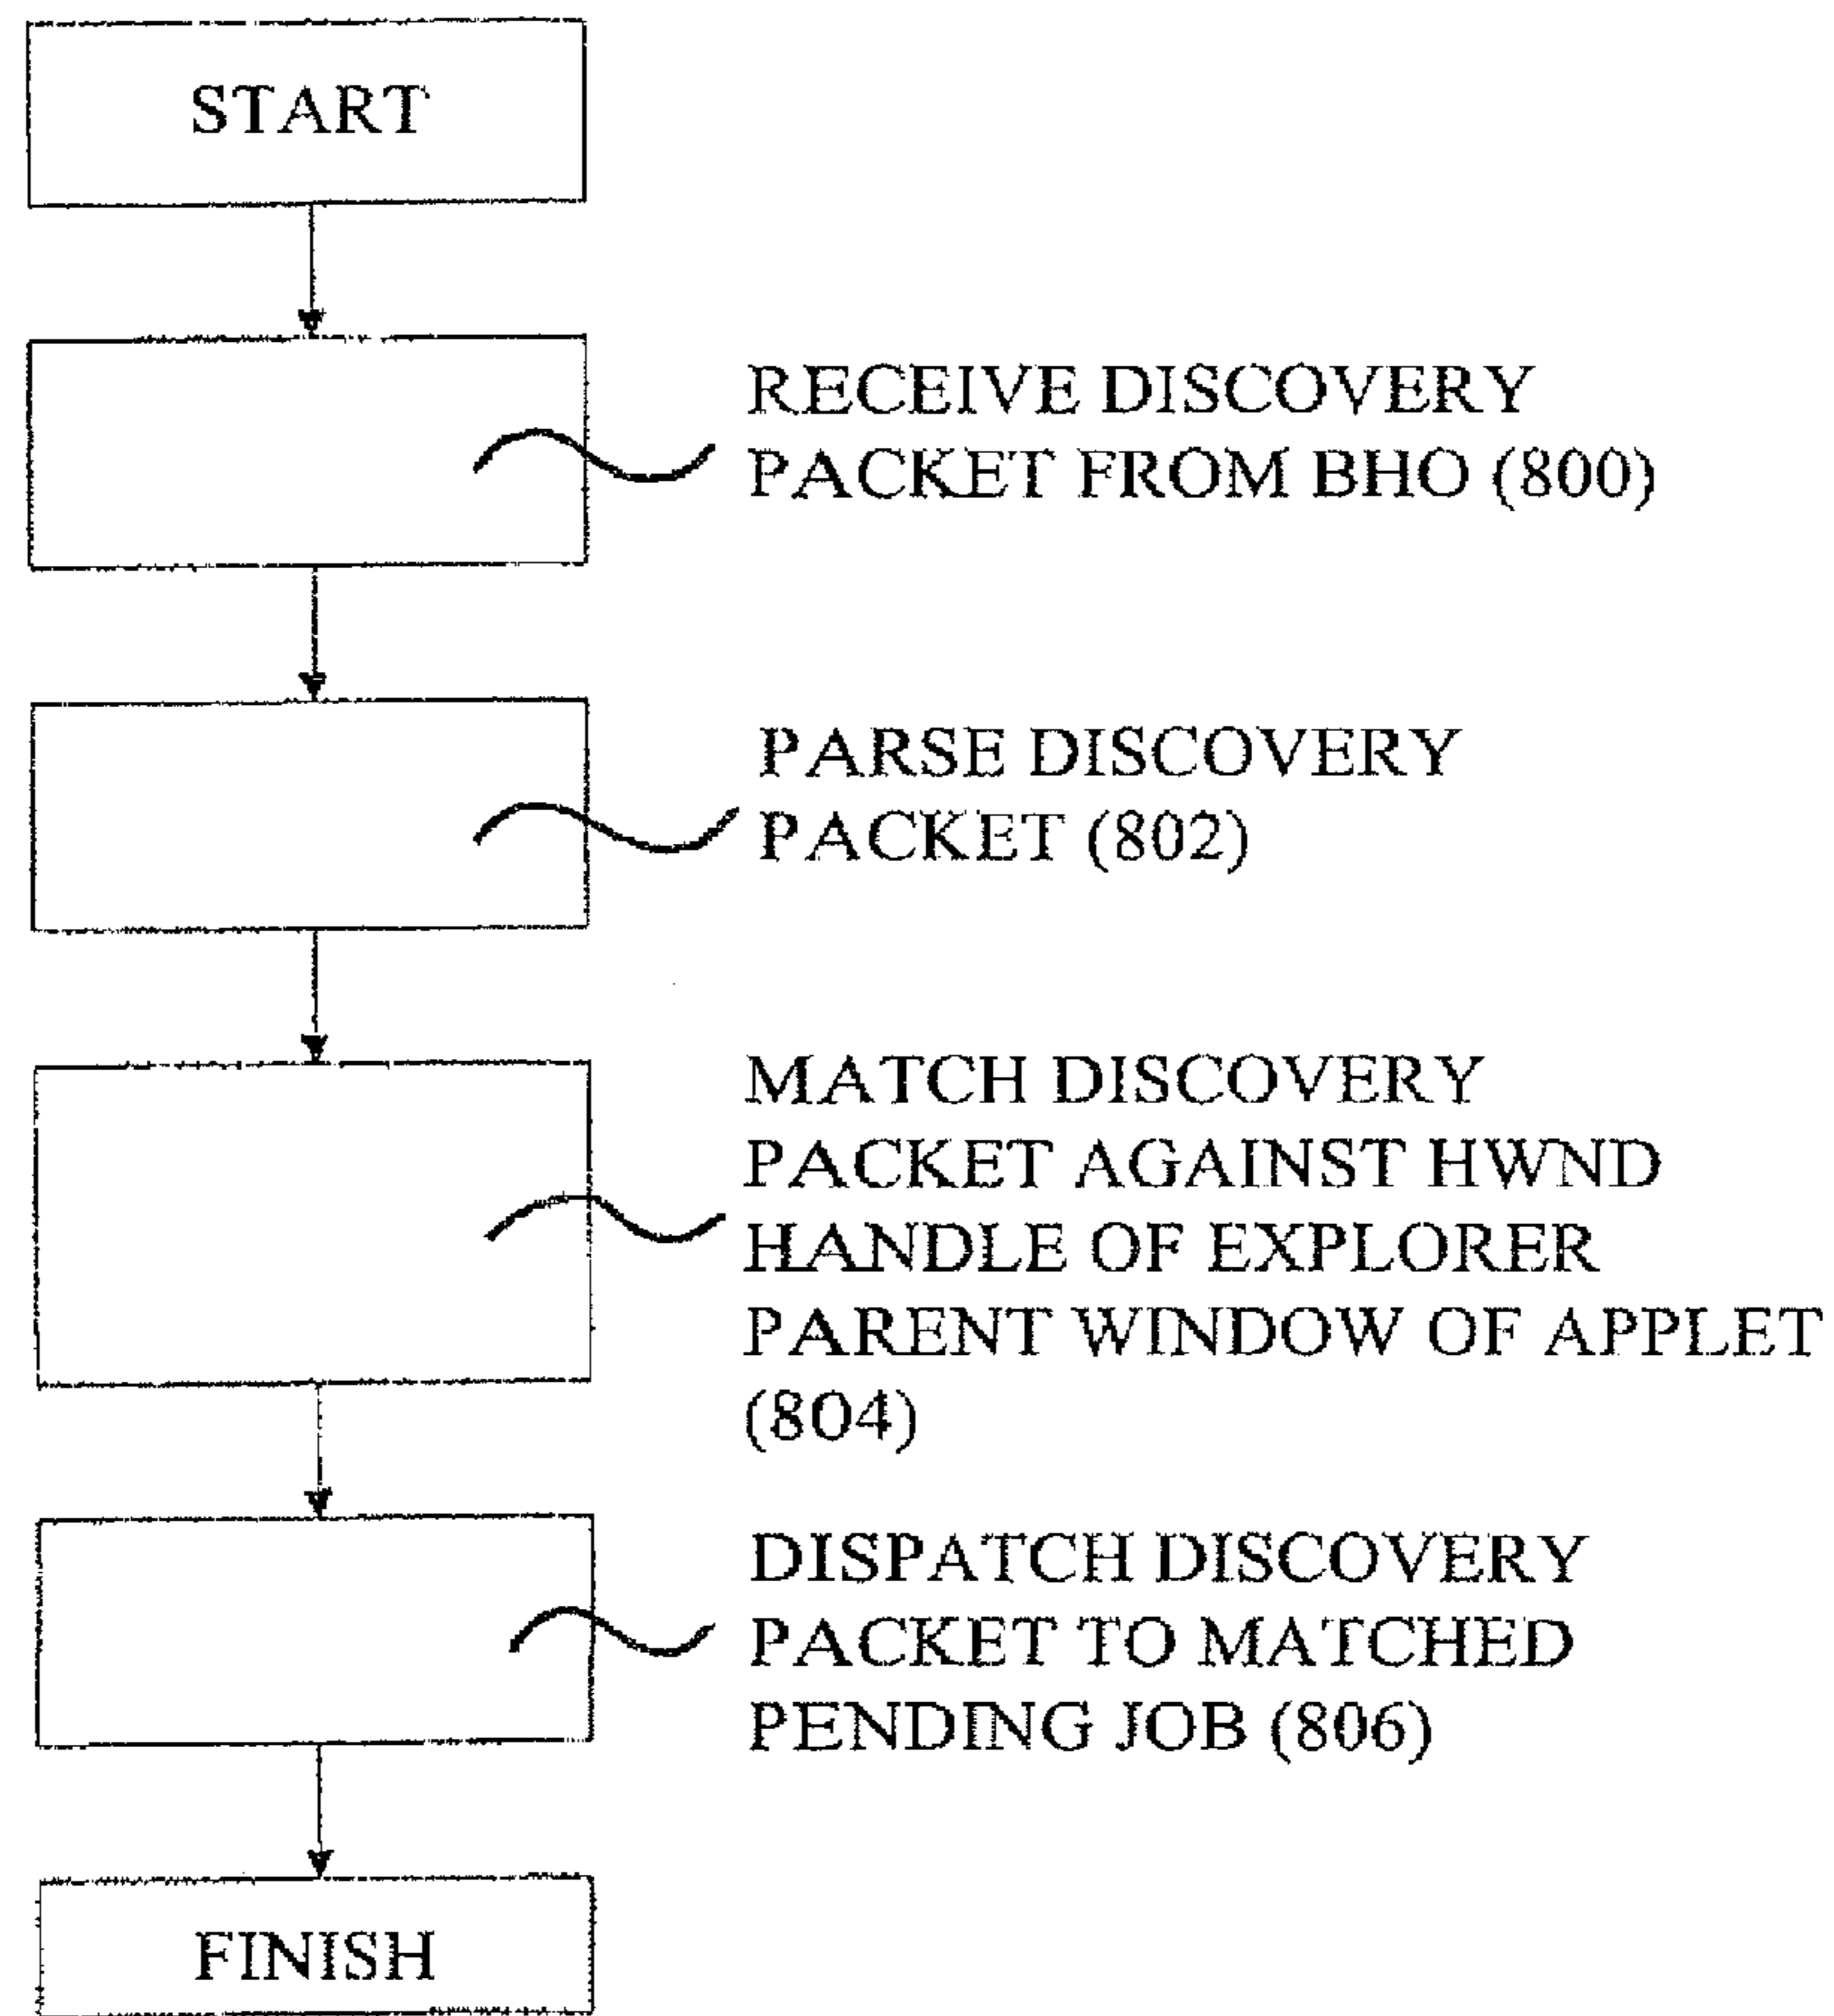 START
RECEIVE DISCOVERY
PACKET FROM BHO (800)
PARSE DISCOVERY
PACKET (802)
MATCH DISCOVERY
PACKET AGAINST HWND
HANDLE OF EXPLORER
PARENT WINDOW OF APPLET
(804)
DISPATCH DISCOVERY
PACKET TO MATCHED
PENDING JOB (806)
FINISH